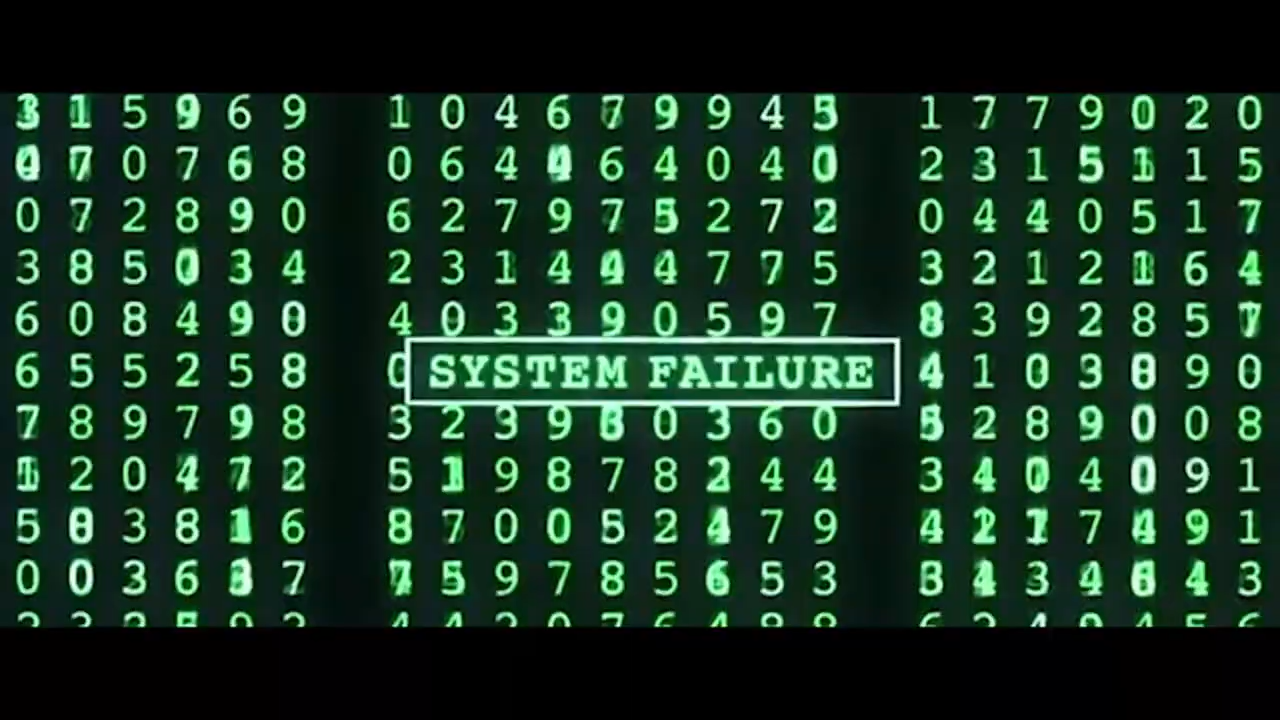 3 1 5 9 6 9 1 0 4 6 7 9 9 4 5 1 7 7 9 0 2 0
4 7 0 7 6 8 0 6 4 4 6 4 0 4 0 2 3 1 5 1 1 5
0 7 2 8 9 0 6 2 7 9 7 5 2 7 2 0 4 4 0 5 1 7
3 8 5 0 3 4 2 3 1 4 4 4 7 7 5 3 2 1 2 1 6 4
6 0 8 4 9 0 4 0 3 3 9 0 5 9 7 8 3 9 2 8 5 7
6 5 5 2 5 8 0 SYSTEM FAILURE 4 1 0 3 8 9 0
7 8 9 7 9 8 3 2 3 9 8 0 3 6 0 5 2 8 9 0 0 8
1 2 0 4 7 2 5 1 9 8 7 8 2 4 4 3 4 0 4 0 9 1
5 8 3 8 1 6 8 7 0 0 5 2 4 7 9 4 2 1 7 4 9 1
0 0 3 6 3 7 5 9 7 8 5 6 5 3 3 4 3 4 6 4 3